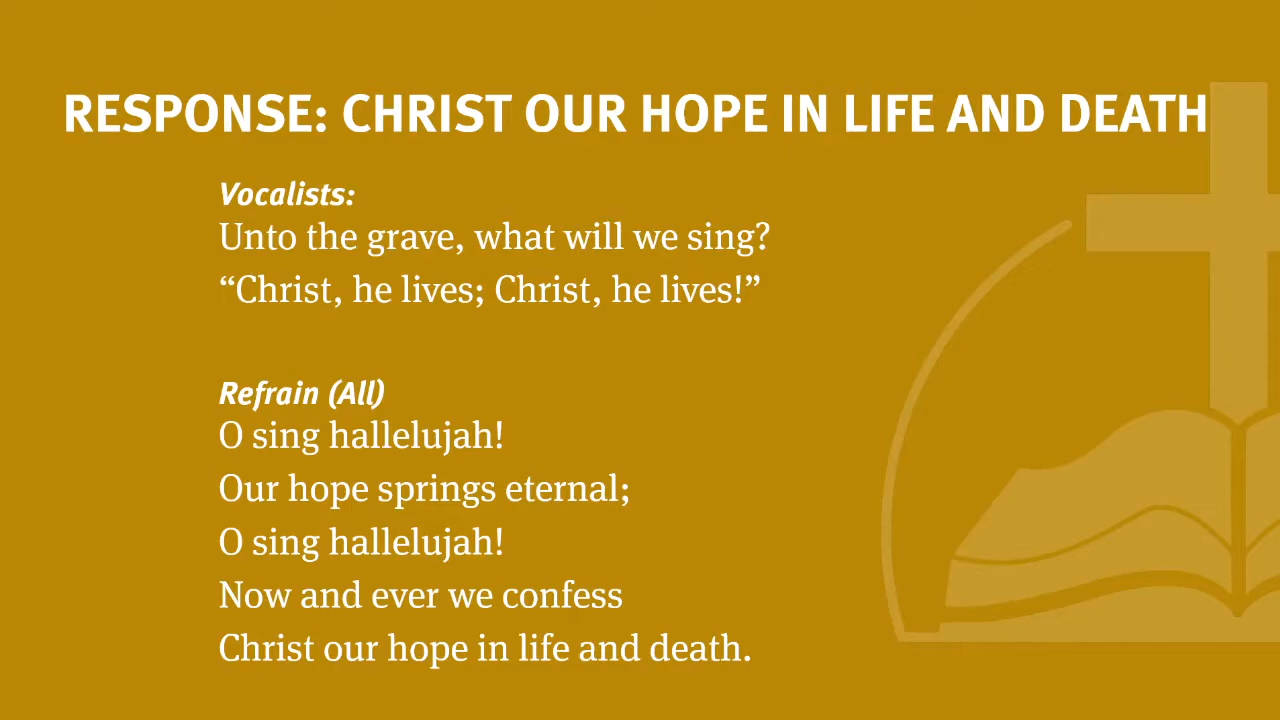 RESPONSE: CHRIST OUR HOPE IN LIFE AND DEATH
Vocalists:
Unto the grave, what will we sing?
“Christ, he lives; Christ, he lives!”
Refrain (All)
O sing hallelujah!
Our hope springs eternal;
O sing hallelujah!
Now and ever we confess
Christ our hope in life and death.